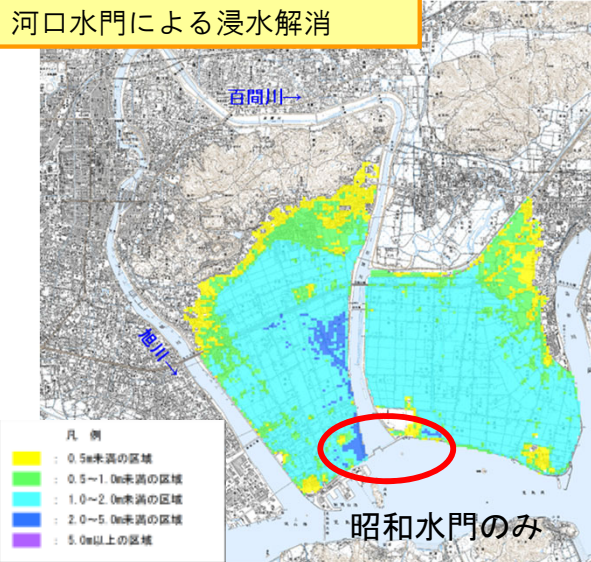 河口水門による浸水解消
百間川→
旭川→
凡 例
: 0.5m未満の区域
: 0.5～1.0m未満の区域
: 1.0～2.0m未満の区域
: 2.0～5.0m未満の区域
: 5.0m以上の区域
昭和水門のみ